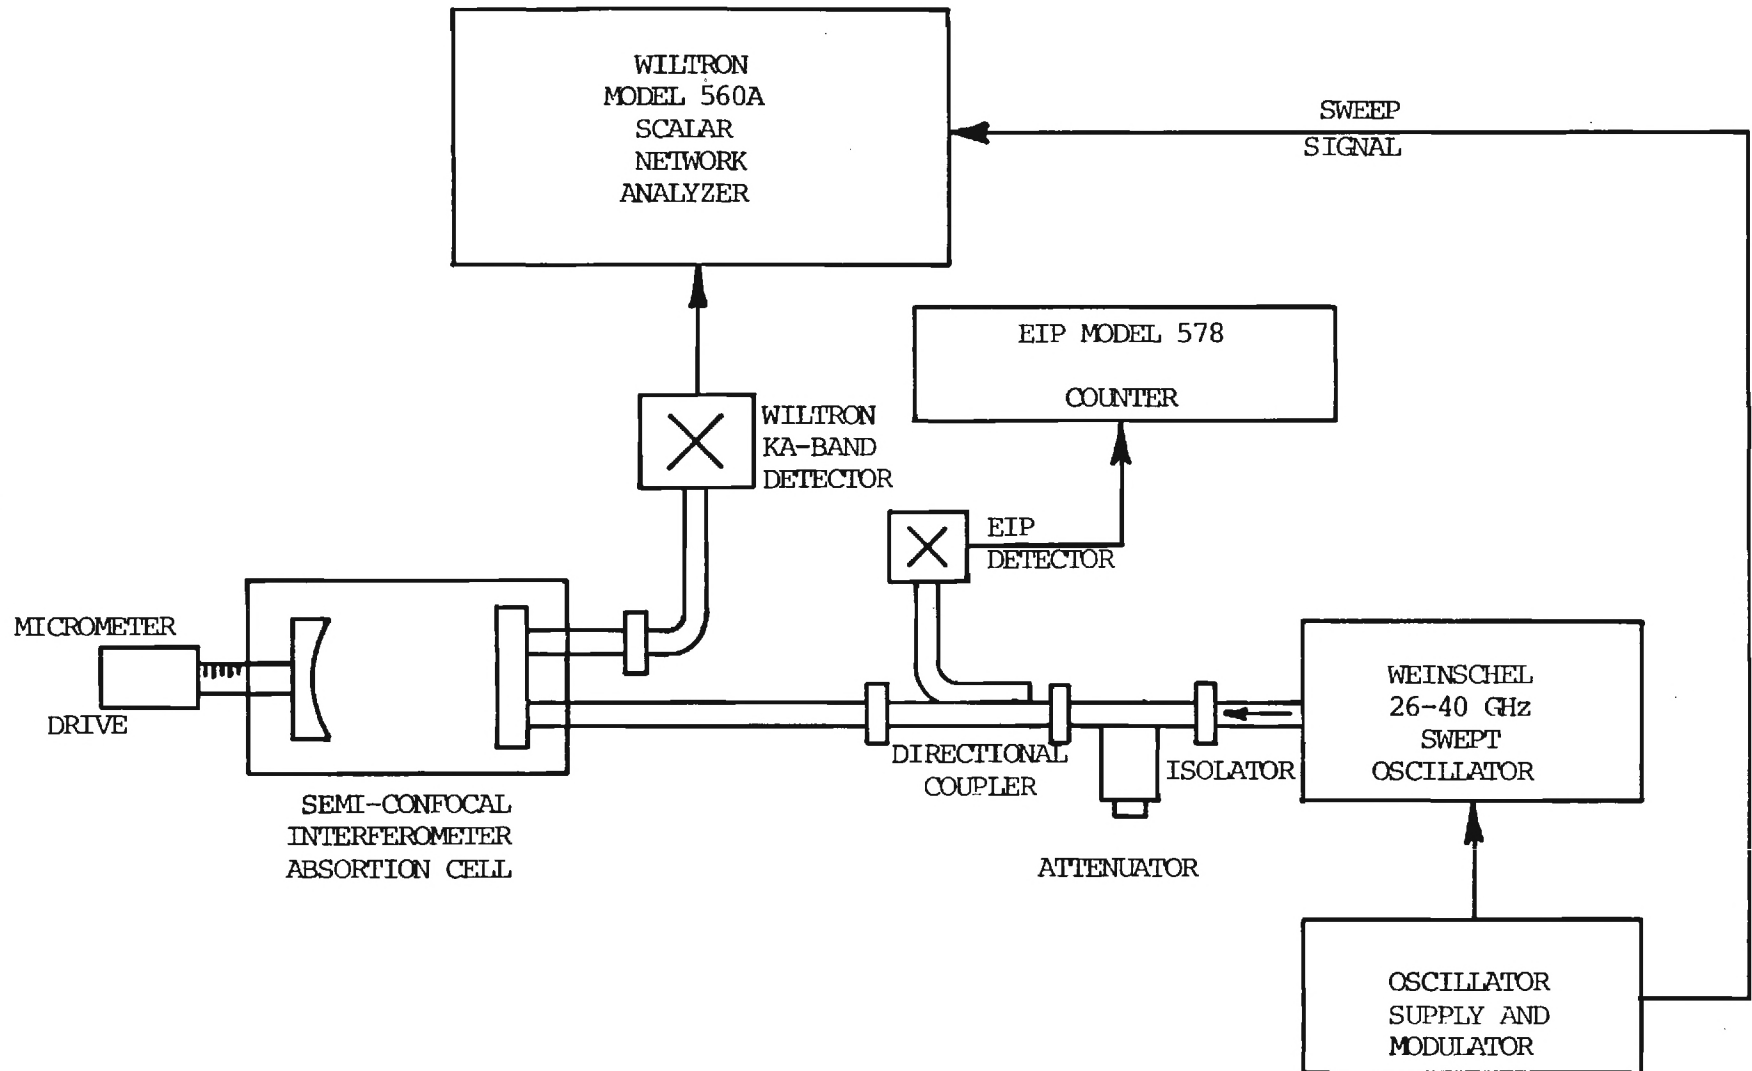 WILTRON
MODEL 560A
SCALAR
NETWORK
ANALYZER
SWEEP
SIGNAL
EIP MODEL 578
COUNTER
WILTRON
KA-BAND
DETECTOR
EIP
DETECTOR
MICROMETER
DRIVE
WEINSCHEL
26-40 GHz
SWEPT
OSCILLATOR
DIRECTIONAL
COUPLER
ISOLATOR
SEMI-CONFOCAL
INTERFEROMETER
ABSORTION CELL
ATTENUATOR
OSCILLATOR
SUPPLY AND
MODULATOR